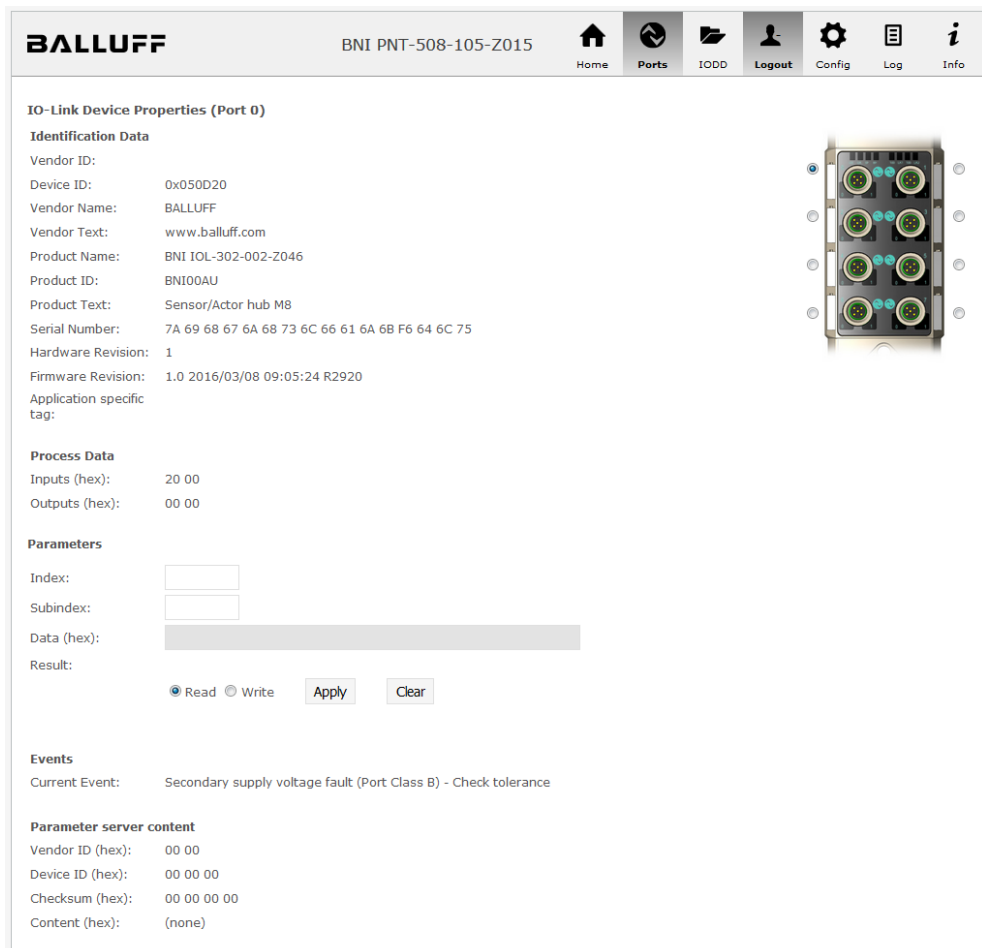 BALLUFF
BNI PNT-508-105-Z015
Home Ports IODD Logout Config Log Info
IO-Link Device Properties (Port 0)
Identification Data
Vendor ID:
Device ID: 0x050D20
Vendor Name: BALLUFF
Vendor Text: www.balluff.com
Product Name: BNI IOL-302-002-Z046
Product ID: BNI00AU
Product Text: Sensor/Actor hub M8
Serial Number: 7A 69 68 67 6A 68 73 6C 66 61 6A 6B F6 64 6C 75
Hardware Revision: 1
Firmware Revision: 1.0 2016/03/08 09:05:24 R2920
Application specific
tag:
Process Data
Inputs (hex): 20 00
Outputs (hex): 00 00
Parameters
Index:
Subindex:
Data (hex):
Result:
Read Write Apply Clear
Events
Current Event: Secondary supply voltage fault (Port Class B) - Check tolerance
Parameter server content
Vendor ID (hex): 00 00
Device ID (hex): 00 00 00
Checksum (hex): 00 00 00 00
Content (hex): (none)